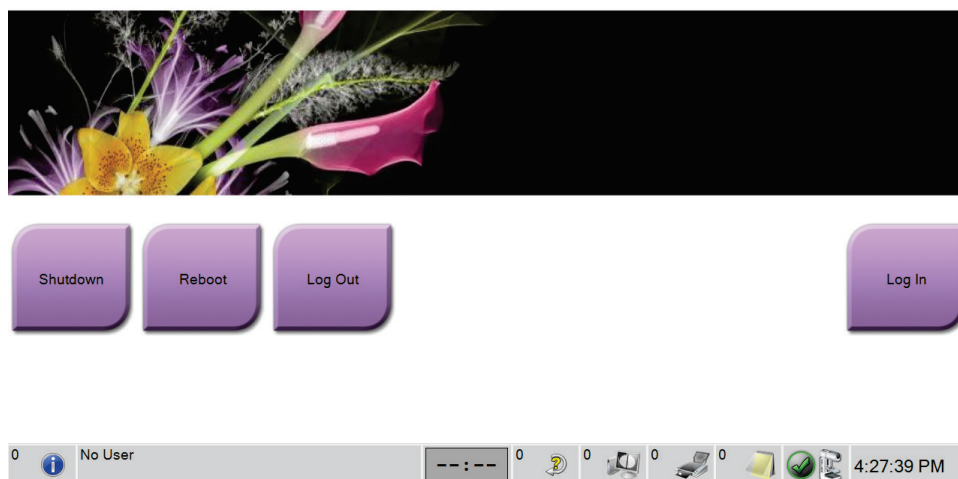 Shutdown
Reboot
Log Out
Log In
0
No User
--:--
0
0
0
0
4:27:39 PM